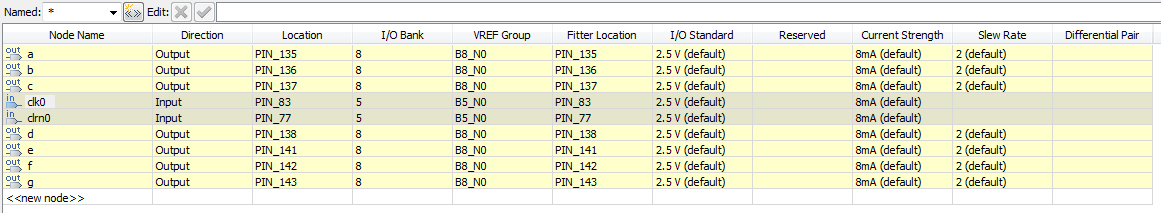 Named: * «» Edit:
Node Name Direction Location I/O Bank VREF Group Fitter Location I/O Standard Reserved Current Strength Slew Rate Differential Pair
out a Output PIN_135 8 B8_N0 PIN_135 2.5 V (default) 8mA (default) 2 (default)
out b Output PIN_136 8 B8_N0 PIN_136 2.5 V (default) 8mA (default) 2 (default)
out c Output PIN_137 8 B8_N0 PIN_137 2.5 V (default) 8mA (default) 2 (default)
in clk0 Input PIN_83 5 B5_N0 PIN_83 2.5 V (default) 8mA (default)
in clrn0 Input PIN_77 5 B5_N0 PIN_77 2.5 V (default) 8mA (default)
out d Output PIN_138 8 B8_N0 PIN_138 2.5 V (default) 8mA (default) 2 (default)
out e Output PIN_141 8 B8_N0 PIN_141 2.5 V (default) 8mA (default) 2 (default)
out f Output PIN_142 8 B8_N0 PIN_142 2.5 V (default) 8mA (default) 2 (default)
out g Output PIN_143 8 B8_N0 PIN_143 2.5 V (default) 8mA (default) 2 (default)
<<new node>>